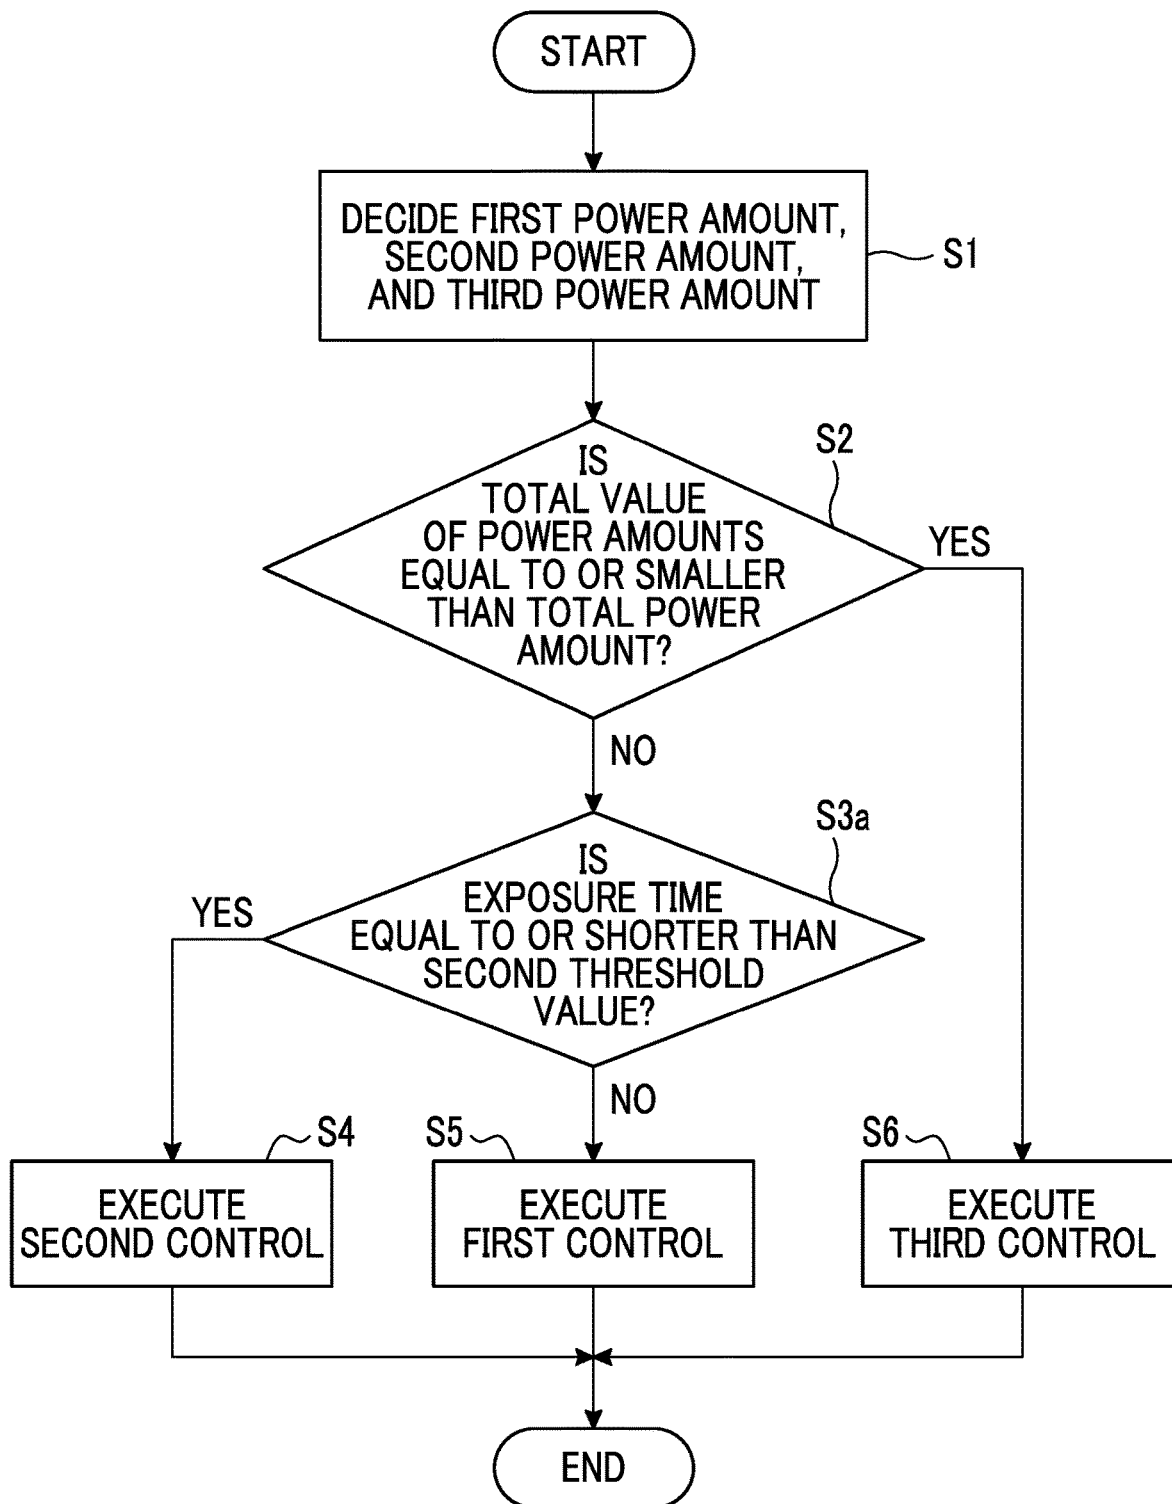 START
DECIDE FIRST POWER AMOUNT,
SECOND POWER AMOUNT,
AND THIRD POWER AMOUNT
S1
S2
IS
TOTAL VALUE
OF POWER AMOUNTS
EQUAL TO OR SMALLER
THAN TOTAL POWER
AMOUNT?
YES
NO
S3a
IS
EXPOSURE TIME
EQUAL TO OR SHORTER THAN
SECOND THRESHOLD
VALUE?
YES
NO
S4
EXECUTE
SECOND CONTROL
S5
EXECUTE
FIRST CONTROL
S6
EXECUTE
THIRD CONTROL
END